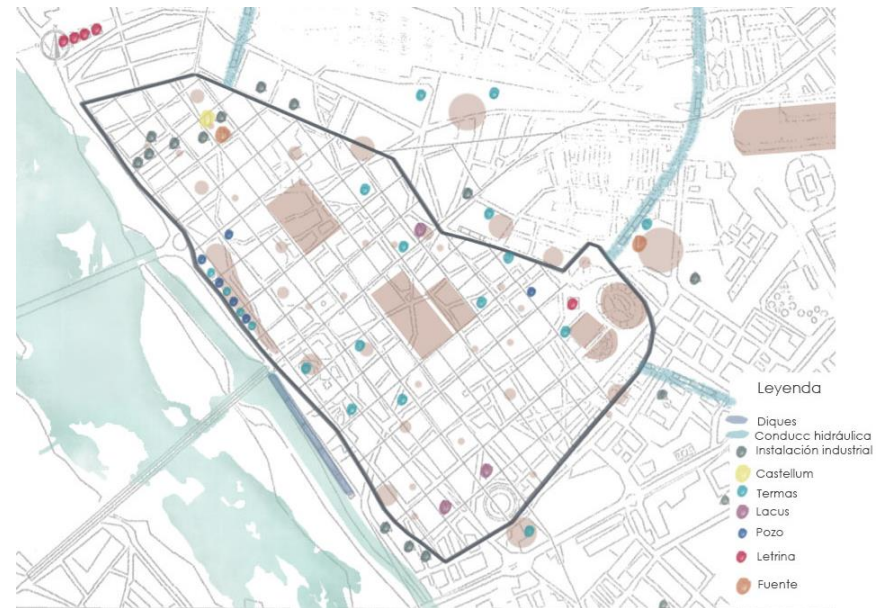 Leyenda
Diques
Conducc hidráulica
Instalación industrial
Castellum
Termas
Lacus
Pozo
Letrina
Fuente